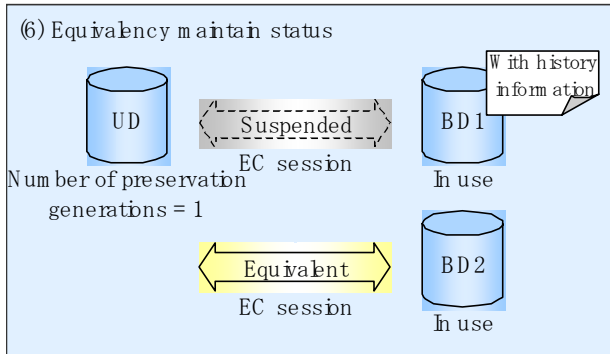 (6) Equivalency maintain status
With history
information
UD
Suspended
BD1
EC session
In use
Number of preservation
generations = 1
Equivalent
BD2
EC session
In use